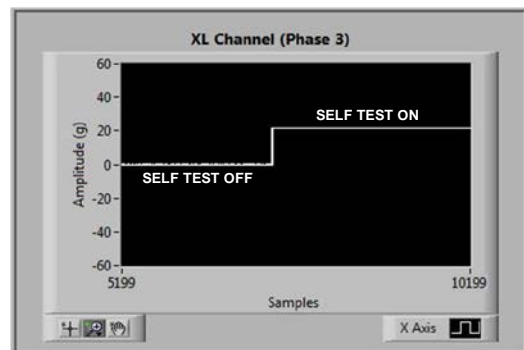 XL Channel (Phase 3)
60
40
20
0
-20
-40
-60
Amplitude (g)
SELF TEST ON
SELF TEST OFF
5199
10199
Samples
X Axis